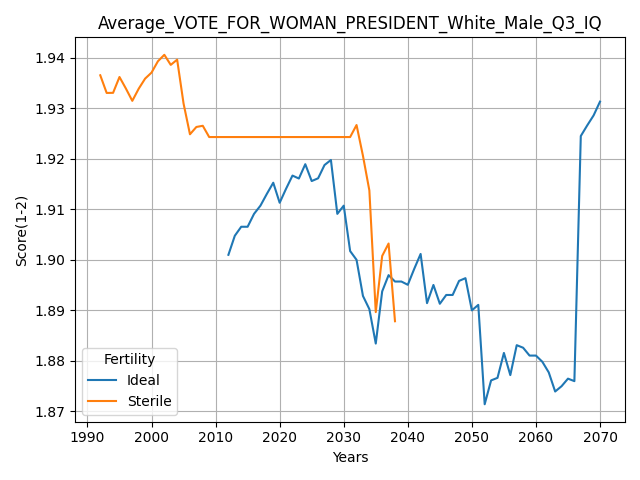 Average_VOTE_FOR_WOMAN_PRESIDENT_White_Male_Q3_IQ
Score(1-2)
1.94
1.93
1.92
1.91
1.90
1.89
1.88
1.87
Fertility
Ideal
Sterile
1990 2000 2010 2020 2030 2040 2050 2060 2070
Years